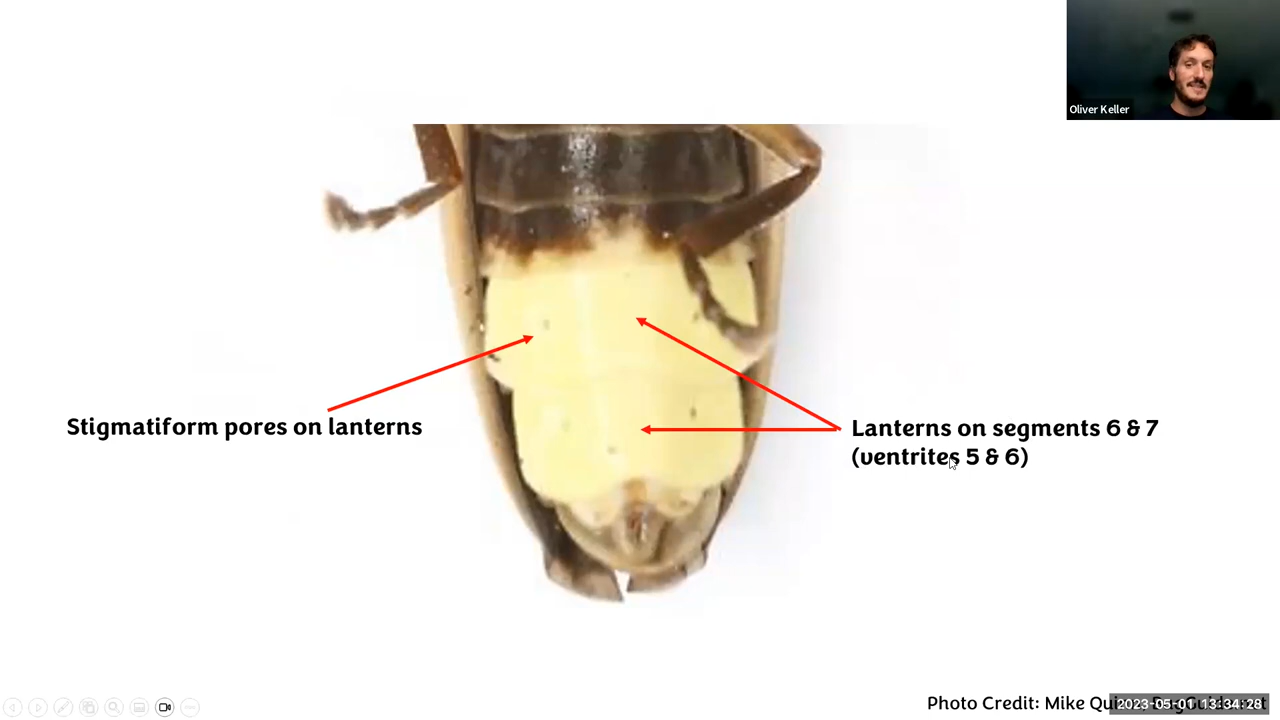 Oliver Keller
Stigmatiform pores on lanterns
Lanterns on segments 6 & 7
(ventrites 5 & 6)
Photo Credit: Mike
2023-05-01 13:34:28